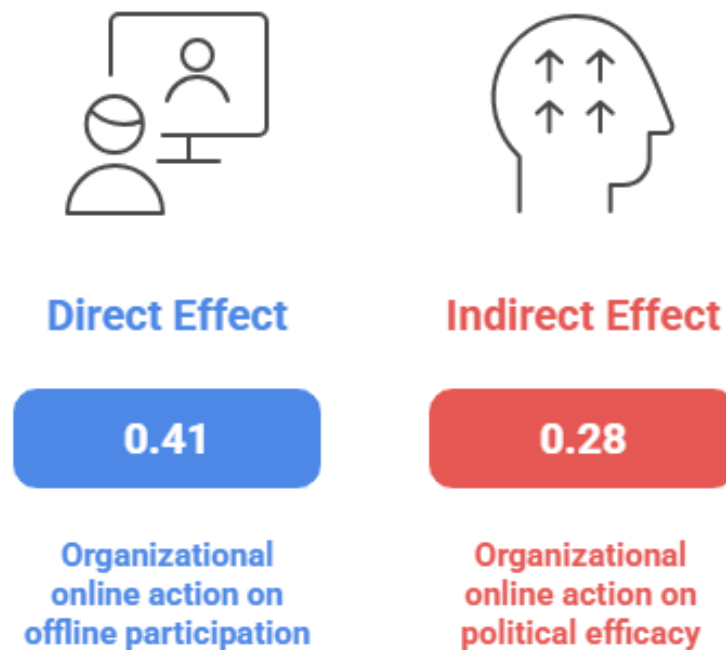 Direct Effect
0.41
Organizational
online action on
offline participation
Indirect Effect
0.28
Organizational
online action on
political efficacy